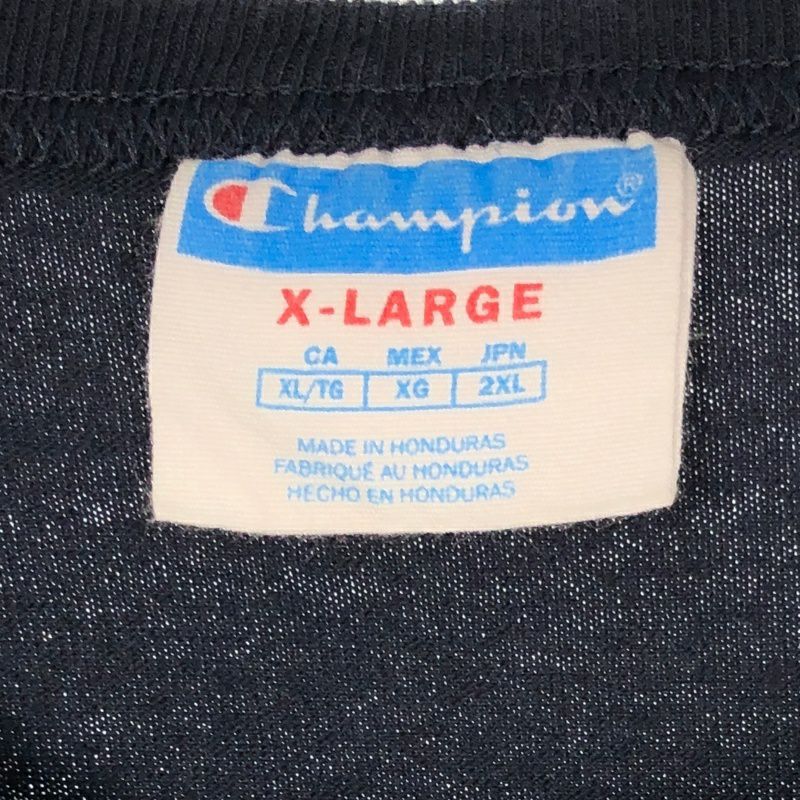 Champion®
X-LARGE
CA MEX JPN
XL/TG XG 2XL
MADE IN HONDURAS
FABRIQUÉ AU HONDURAS
HECHO EN HONDURAS